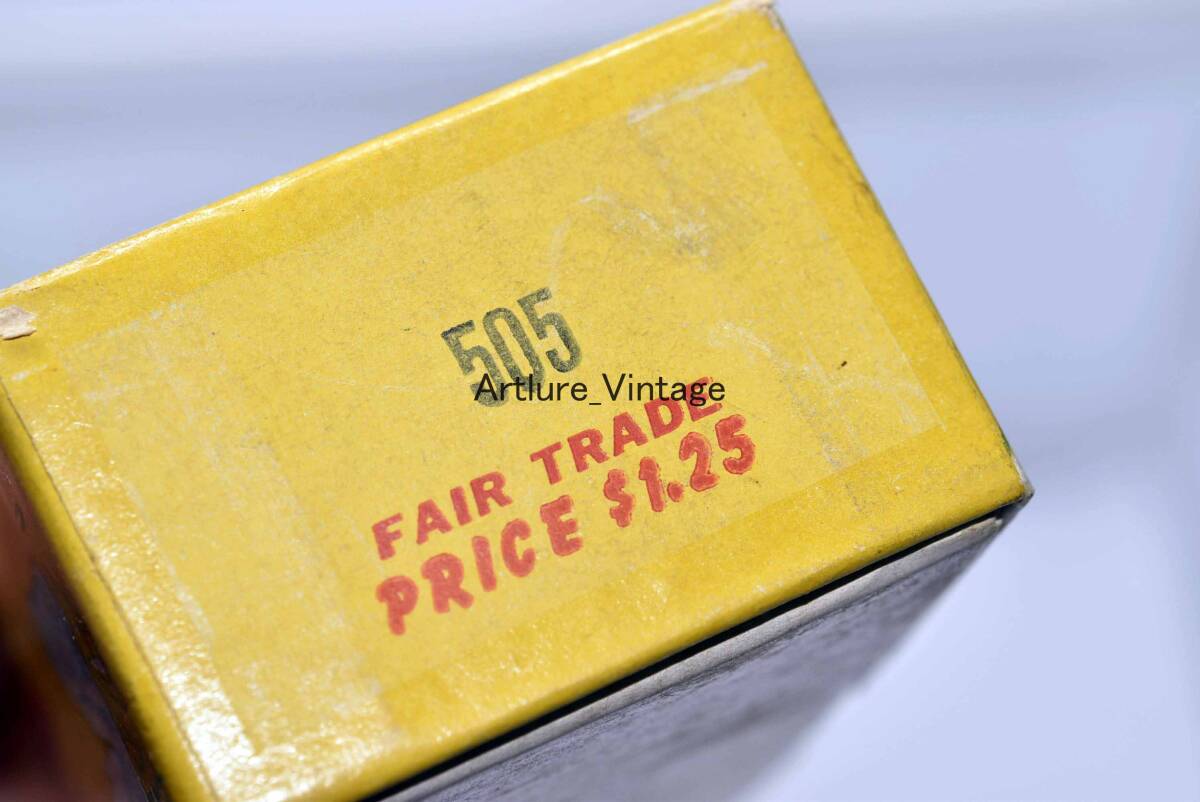 505
Artlure_Vintage
FAIR TRADE
PRICE $1.25